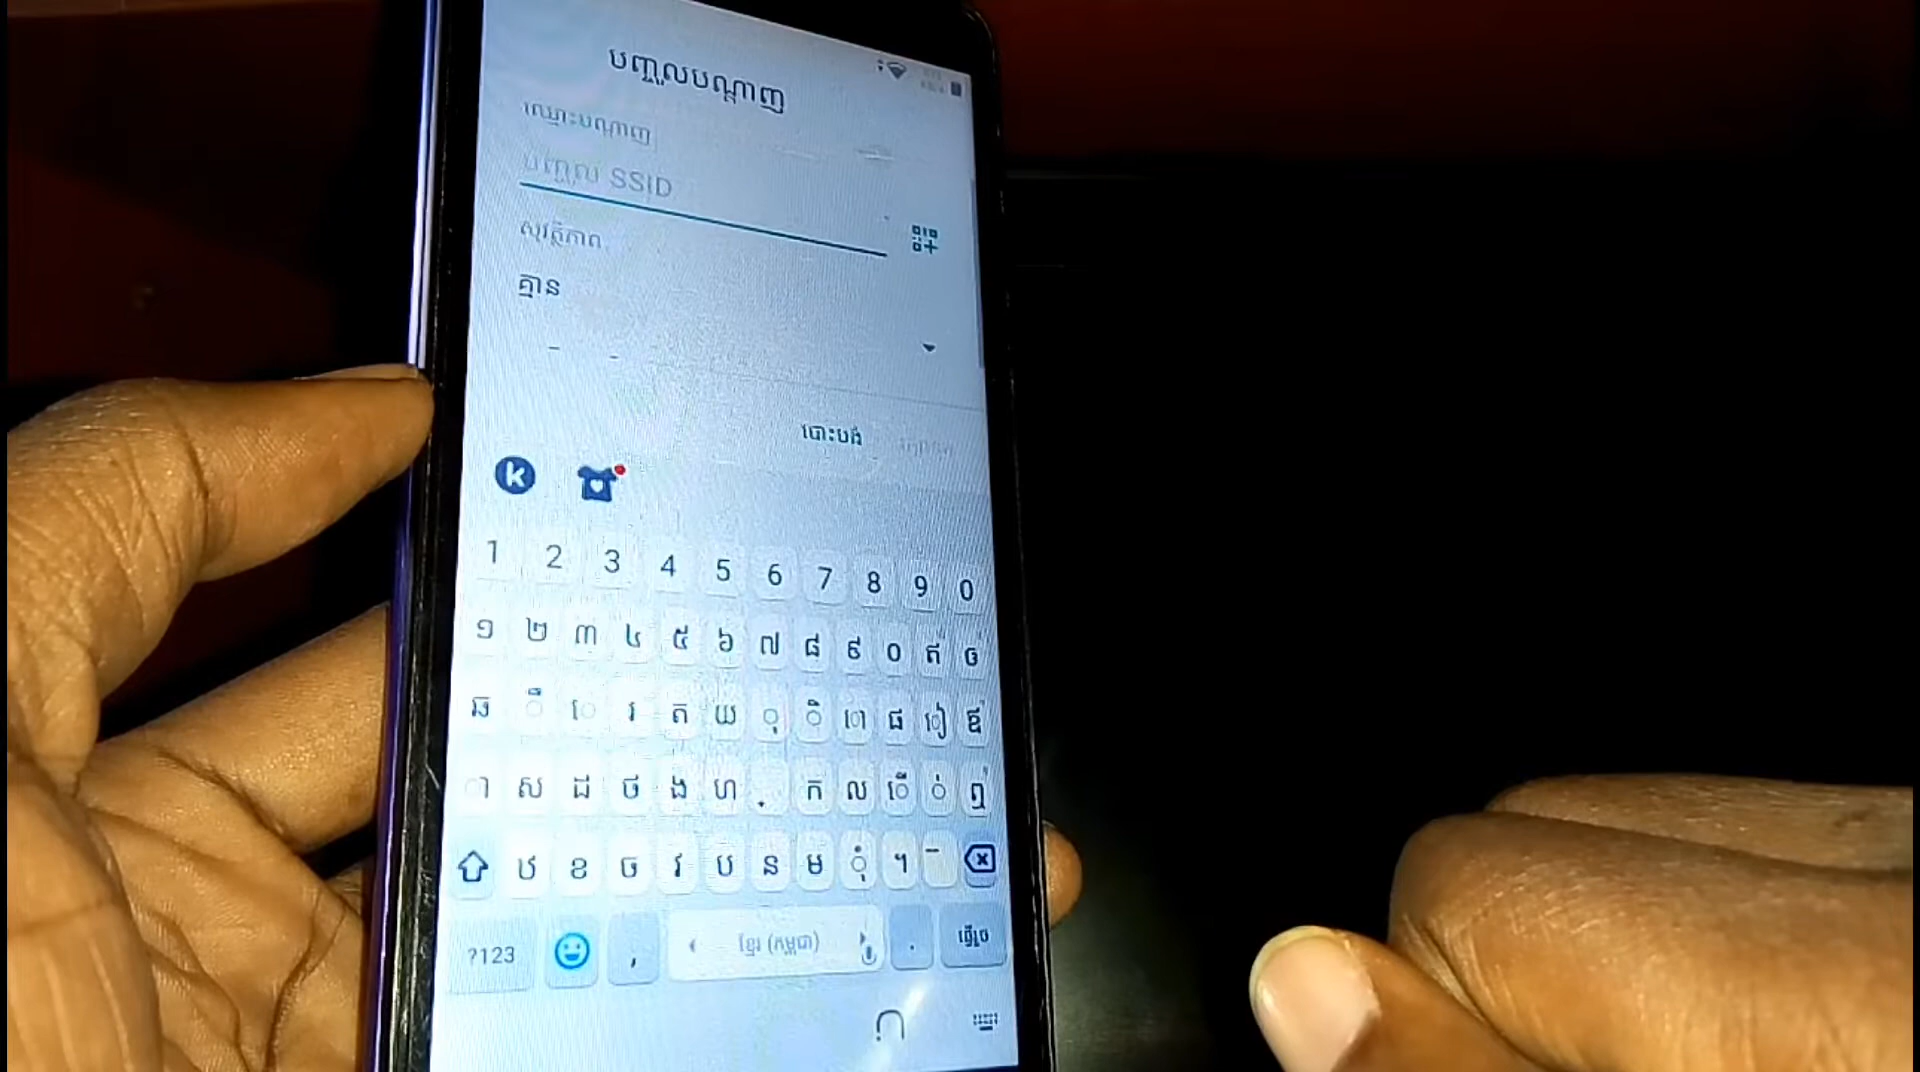 បញ្ចូលបណ្ដាញ
ឈ្មោះបណ្ដាញ
បញ្ចូល SSID
សុវត្ថិភាព
គ្មាន
បោះបង់
k
1 2 3 4 5 6 7 8 9 0
១ ២ ៣ ៤ ៥ ៦ ៧ ៨ ៩ ០ ឥ ឲ
ឆ ឹ េ រ ត យ ុ ិ ោ ផ ៀ ឪ
ា ស ដ ថ ង ហ ្ ក ល ើ ់ ឮ
ឋ ខ ច វ ប ន ម ុំ ។
?123 , ខ្មែរ (កម្ពុជា) . ធ្វើរួច